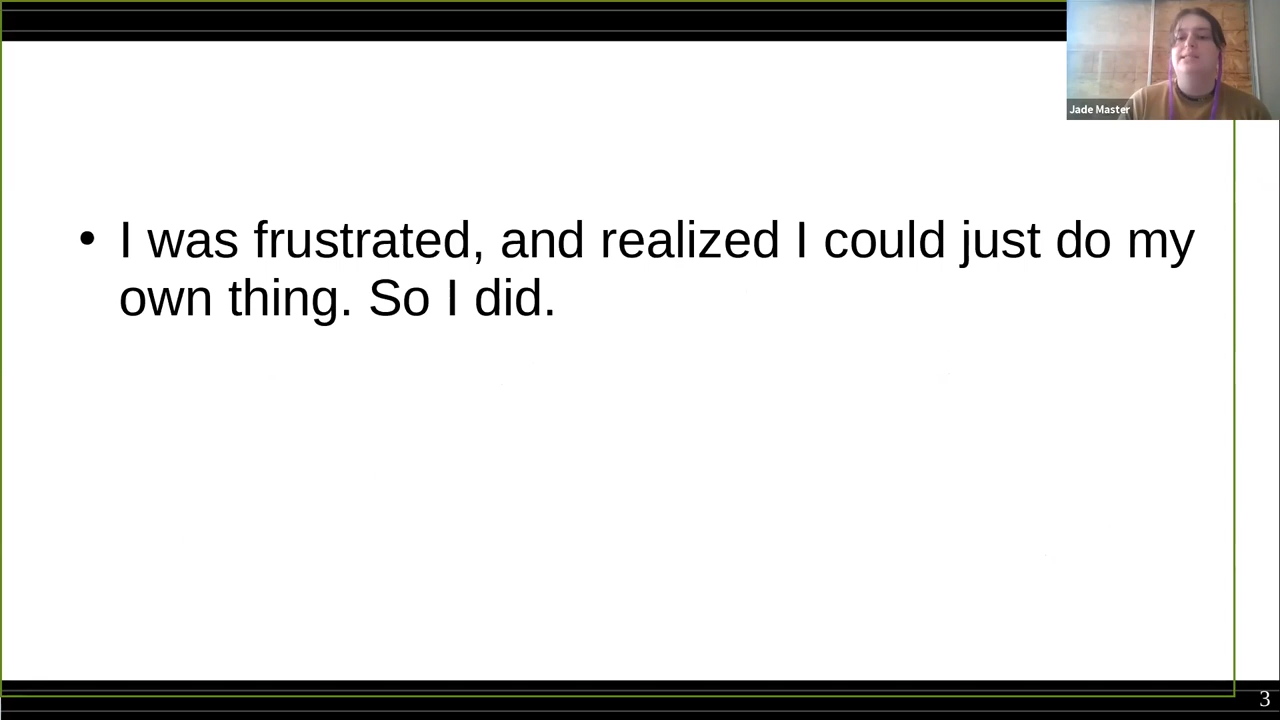 Jade Master
• I was frustrated, and realized I could just do my
own thing. So I did.
3